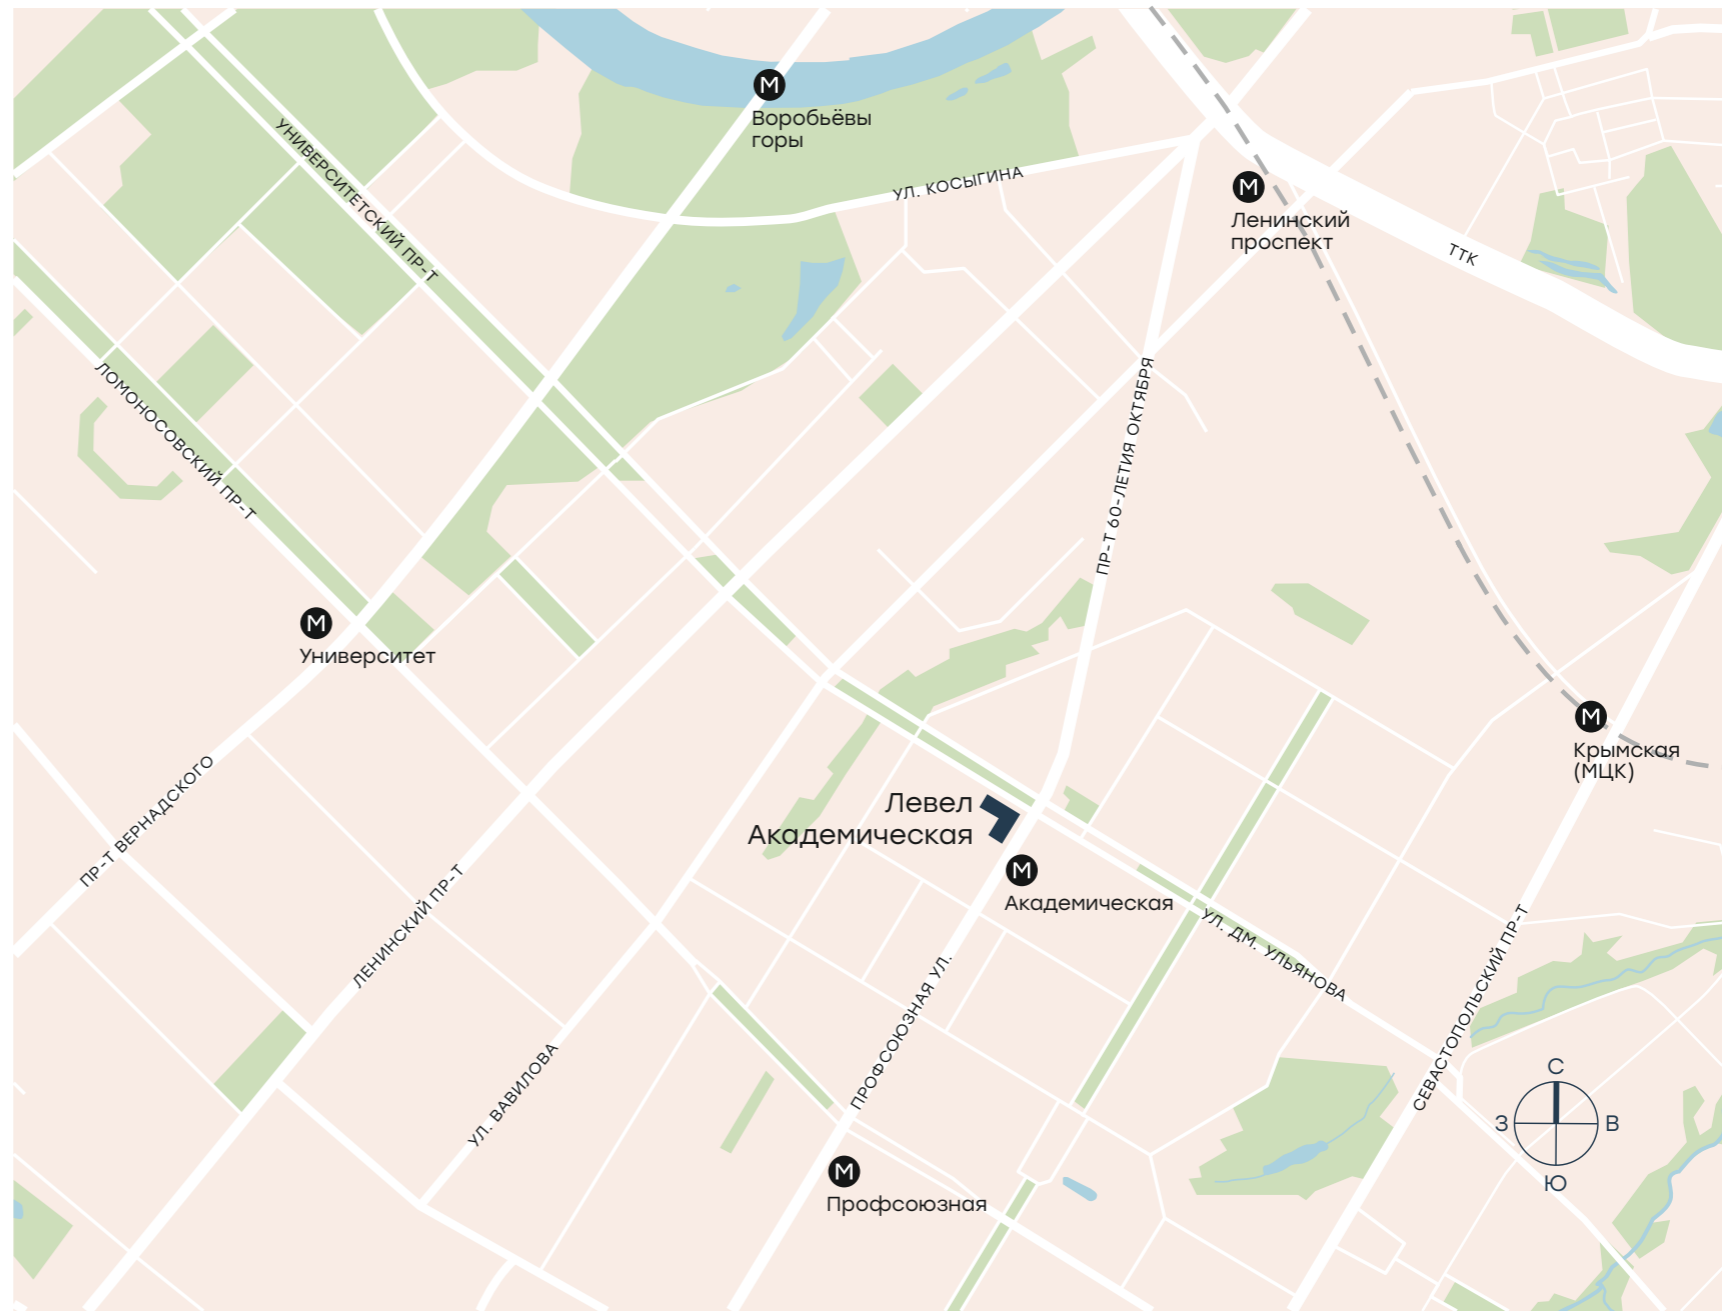 М
Воробьёвы
горы
УНИВЕРСИТЕТСКИЙ ПР-Т
УЛ. КОСЫГИНА
М
Ленинский
проспект
ТТК
ЛОМОНОСОВСКИЙ ПР-Т
ПР-Т 60-ЛЕТИЯ ОКТЯБРЯ
М
Университет
М
Крымская
(МЦК)
ПР-Т ВЕРНАДСКОГО
Левел
Академическая
М
Академическая
ЛЕНИНСКИЙ ПР-Т
УЛ. ДМ. УЛЬЯНОВА
СЕВАСТОПОЛЬСКИЙ ПР-Т
ПРОФСОЮЗНАЯ УЛ.
УЛ. ВАВИЛОВА
С
З
В
Ю
М
Профсоюзная